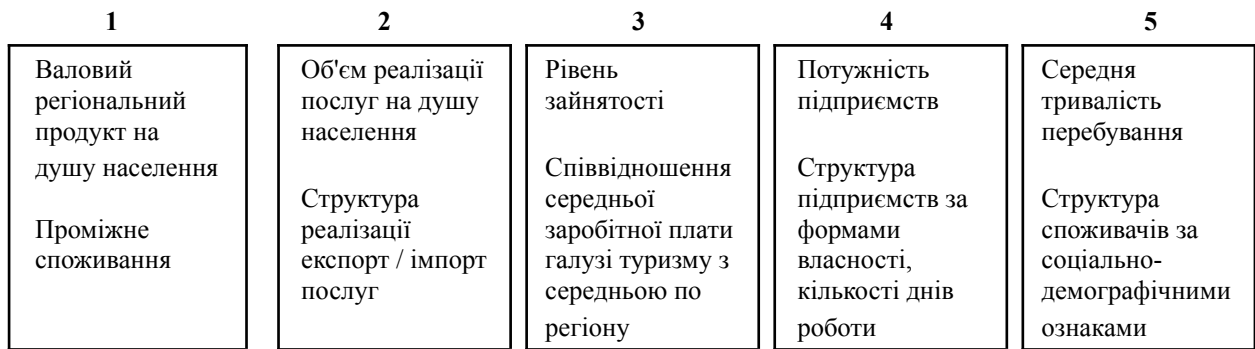 1
Валовий
регіональний
продукт на
душу населення
Проміжне
споживання
2
Об'єм реалізації
послуг на душу
населення
Структура
реалізації
експорт / імпорт
послуг
3
Рівень
зайнятості
Співвідношення
середньої
заробітної плати
галузі туризму з
середньою по
регіону
4
Потужність
підприємств
Структура
підприємств за
формами
власності,
кількості днів
роботи
5
Середня
тривалість
перебування
Структура
споживачів за
соціально-
демографічними
ознаками